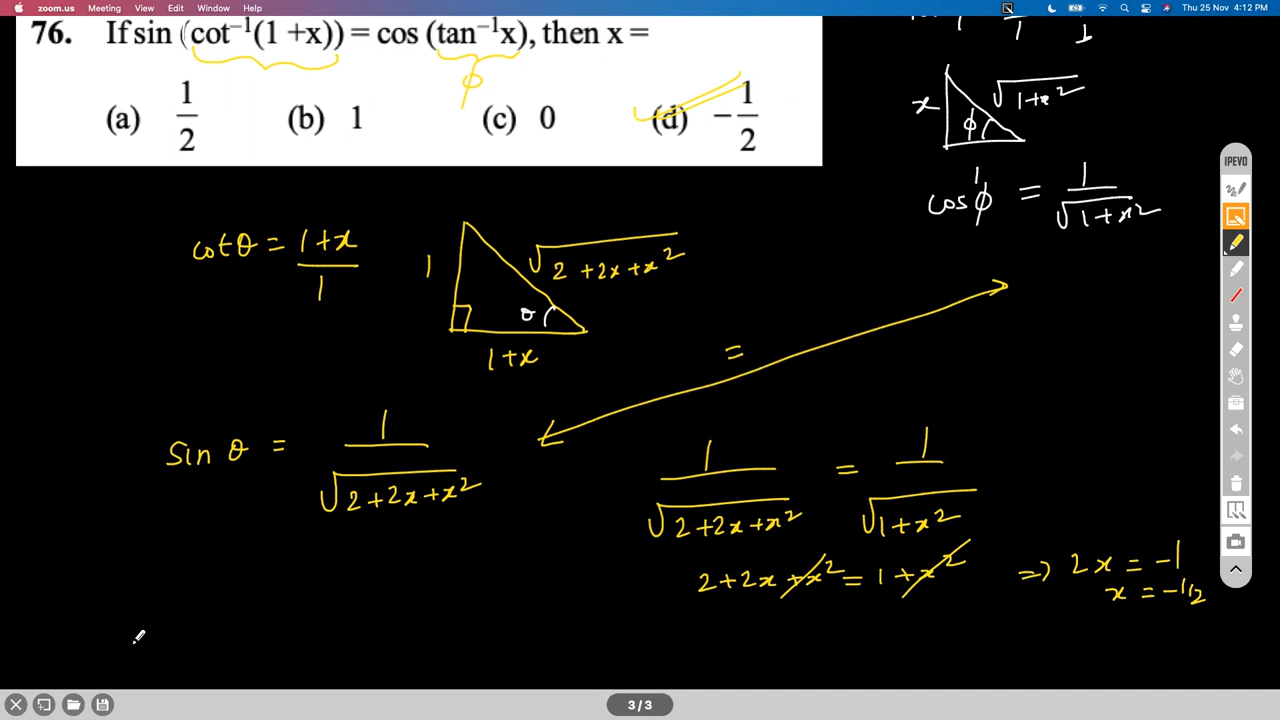 zoom.us Meeting View Edit Window Help
Thu 25 Nov 4:12 PM
76. If sin (cot⁻¹(1 +x)) = cos (tan⁻¹x), then x =
ϕ
(a) 1/2 (b) 1 (c) 0 (d) -1/2
x
√(1+x²)
ϕ
cos ϕ = 1/√(1+x²)
1
IPEVO
cot θ = (1+x)/1
1
√(2+2x+x²)
θ
1+x
=
sin θ = 1/√(2+2x+x²)
1/√(2+2x+x²) = 1/√(1+x²)
2+2x+x² = 1+x² => 2x = -1
x = -1/2
3/3